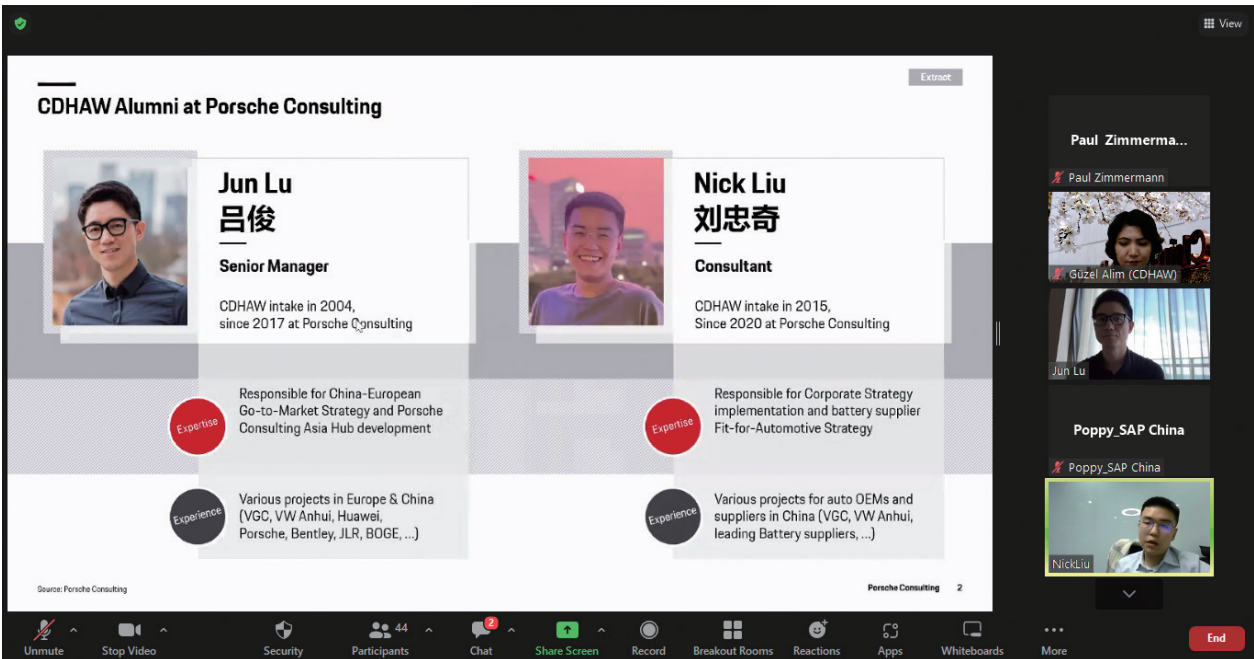 View
Extract
CDHAW Alumni at Porsche Consulting
Jun Lu
吕俊
Senior Manager
CDHAW intake in 2004,
since 2017 at Porsche Consulting
Expertise
Responsible for China-European
Go-to-Market Strategy and Porsche
Consulting Asia Hub development
Experience
Various projects in Europe & China
(VGC, VW Anhui, Huawei,
Porsche, Bentley, JLR, BOGE, ...)
Nick Liu
刘忠奇
Consultant
CDHAW intake in 2015,
Since 2020 at Porsche Consulting
Expertise
Responsible for Corporate Strategy
implementation and battery supplier
Fit-for-Automotive Strategy
Experience
Various projects for auto OEMs and
suppliers in China (VGC, VW Anhui,
leading Battery suppliers, ...)
Source: Porsche Consulting
Porsche Consulting 2
Paul Zimmerma...
Paul Zimmermann
Güzel Alim (CDHAW)
Jun Lu
Poppy_SAP China
Poppy_SAP China
NickLiu
Unmute
Stop Video
Security
44
Participants
2
Chat
Share Screen
Record
Breakout Rooms
Reactions
Apps
Whiteboards
More
End